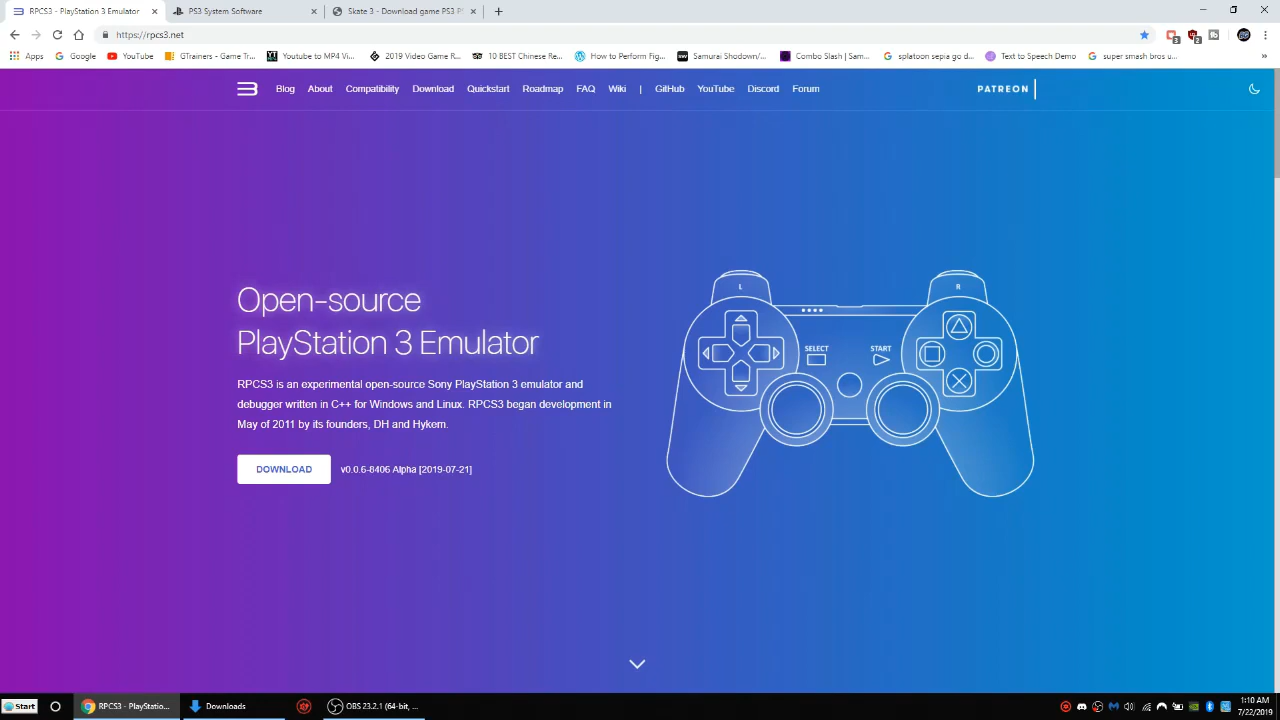 RPCS3 - PlayStation 3 Emulator
PS3 System Software
Skate 3 - Download game PS3 P
https://rpcs3.net
Apps
Google
YouTube
GTrainers - Game Tr...
Youtube to MP4 Vi...
2019 Video Game R...
10 BEST Chinese Re...
How to Perform Fig...
Samurai Shodown/...
Combo Slash | Sam...
splatoon sepia go d...
Text to Speech Demo
super smash bros u...
Blog About Compatibility Download Quickstart Roadmap FAQ Wiki | GitHub YouTube Discord Forum
PATREON
Open-source
PlayStation 3 Emulator
RPCS3 is an experimental open-source Sony PlayStation 3 emulator and
debugger written in C++ for Windows and Linux. RPCS3 began development in
May of 2011 by its founders, DH and Hykem.
DOWNLOAD
v0.0.6-8406 Alpha [2019-07-21]
L
R
SELECT
START
Start
RPCS3 - PlayStatio...
Downloads
OBS 23.2.1 (64-bit, ...
1:10 AM
7/22/2019